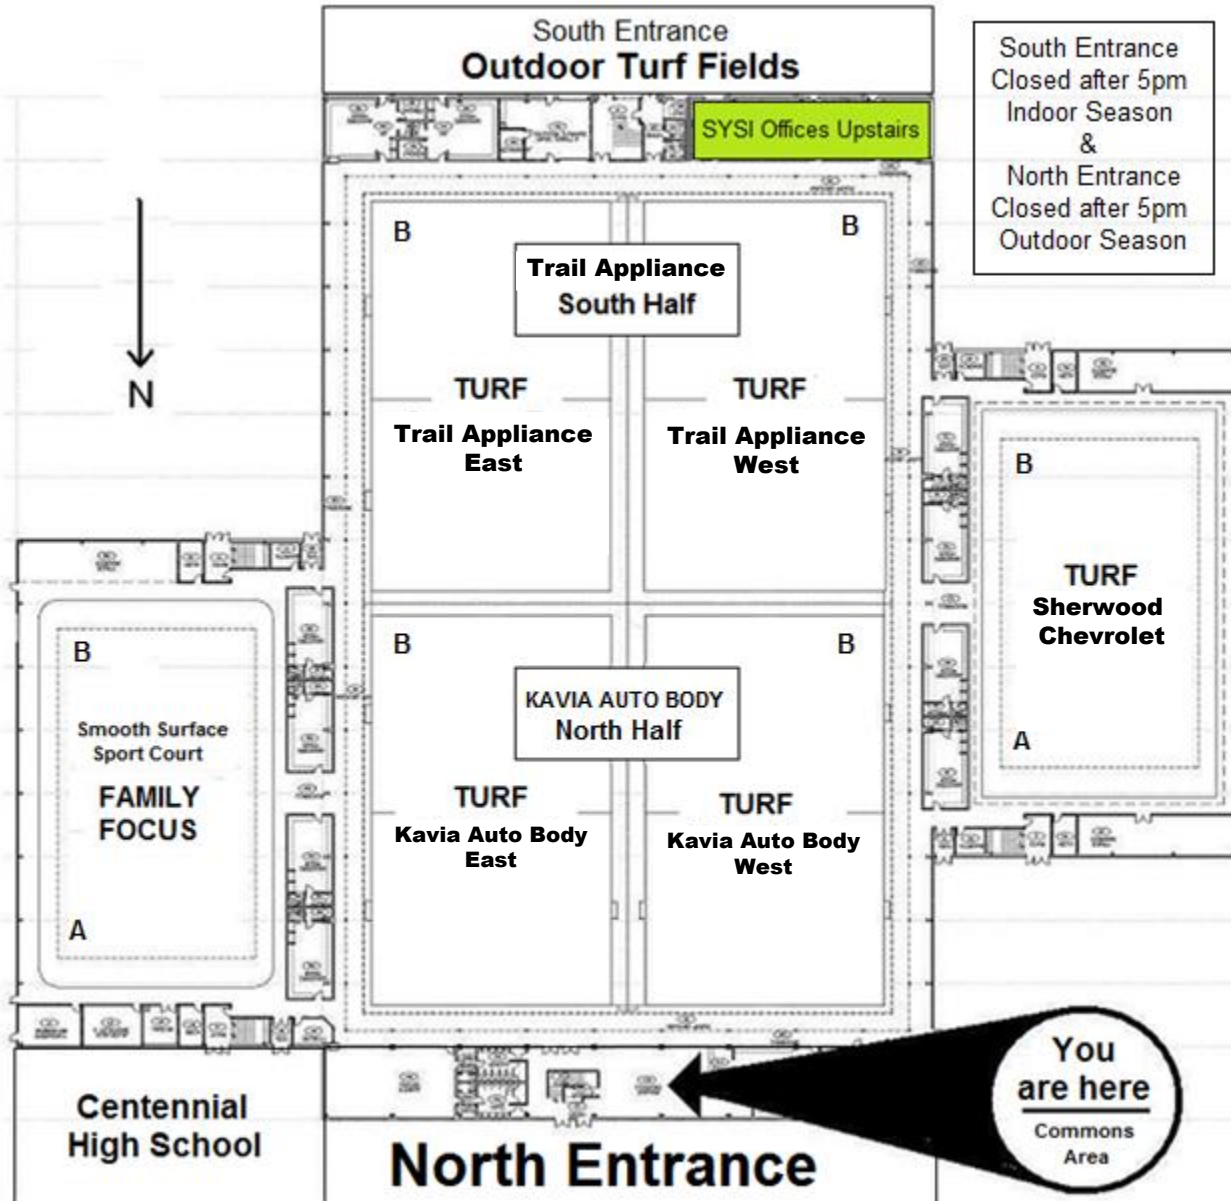 South Entrance
Outdoor Turf Fields
South Entrance
Closed after 5pm
Indoor Season
&
North Entrance
Closed after 5pm
Outdoor Season
SYSI Offices Upstairs
N
B
B
Trail Appliance
South Half
TURF
Trail Appliance
East
TURF
Trail Appliance
West
B
TURF
Sherwood
Chevrolet
A
B
Smooth Surface
Sport Court
FAMILY
FOCUS
A
B
B
KAVIA AUTO BODY
North Half
TURF
Kavia Auto Body
East
TURF
Kavia Auto Body
West
You
are here
Commons
Area
Centennial
High School
North Entrance